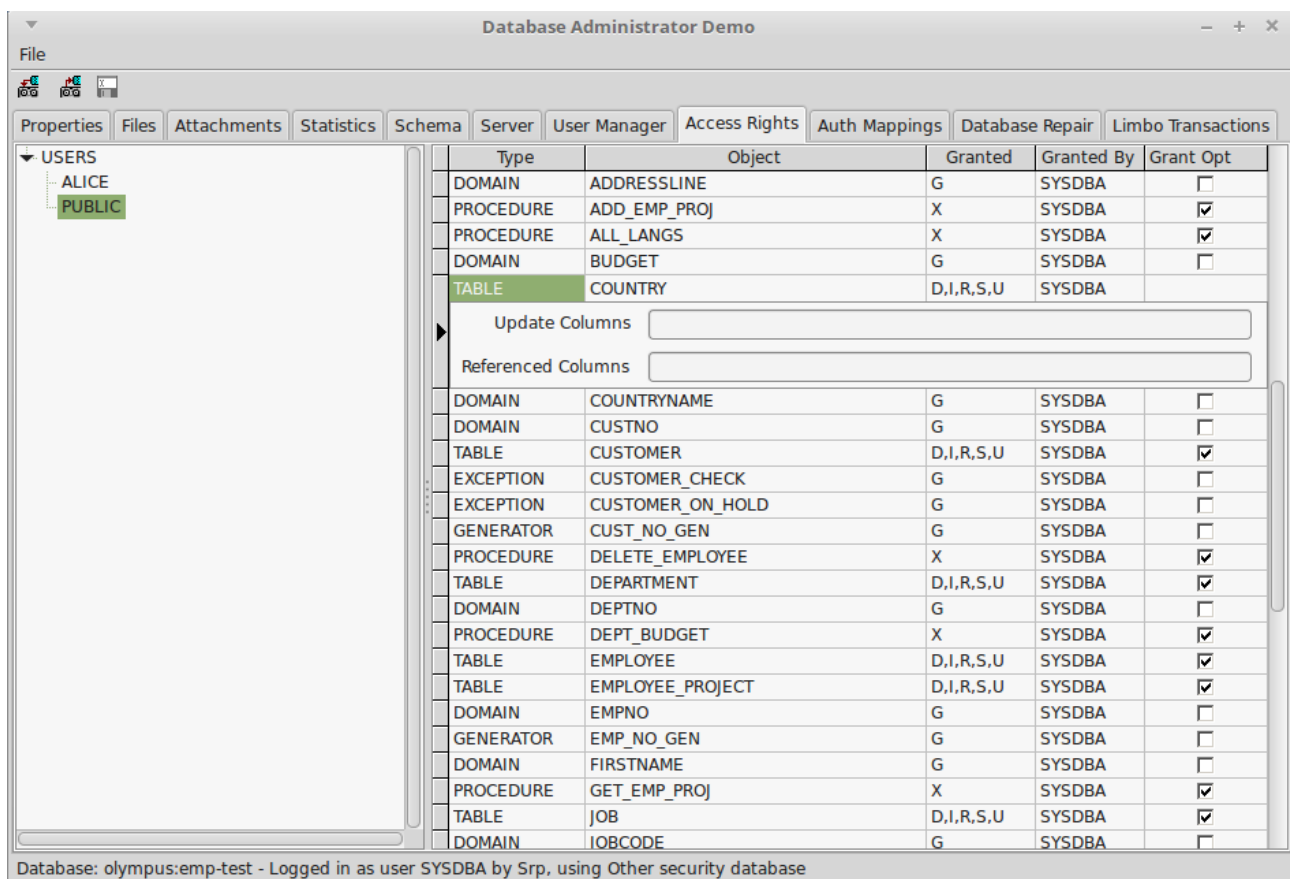 Database Administrator Demo
File
Properties Files Attachments Statistics Schema Server User Manager Access Rights Auth Mappings Database Repair Limbo Transactions
USERS
ALICE
PUBLIC
Type Object Granted Granted By Grant Opt
DOMAIN ADDRESSLINE G SYSDBA
PROCEDURE ADD_EMP_PROJ X SYSDBA
PROCEDURE ALL_LANGS X SYSDBA
DOMAIN BUDGET G SYSDBA
TABLE COUNTRY D,I,R,S,U SYSDBA
Update Columns
Referenced Columns
DOMAIN COUNTRYNAME G SYSDBA
DOMAIN CUSTNO G SYSDBA
TABLE CUSTOMER D,I,R,S,U SYSDBA
EXCEPTION CUSTOMER_CHECK G SYSDBA
EXCEPTION CUSTOMER_ON_HOLD G SYSDBA
GENERATOR CUST_NO_GEN G SYSDBA
PROCEDURE DELETE_EMPLOYEE X SYSDBA
TABLE DEPARTMENT D,I,R,S,U SYSDBA
DOMAIN DEPTNO G SYSDBA
PROCEDURE DEPT_BUDGET X SYSDBA
TABLE EMPLOYEE D,I,R,S,U SYSDBA
TABLE EMPLOYEE_PROJECT D,I,R,S,U SYSDBA
DOMAIN EMPNO G SYSDBA
GENERATOR EMP_NO_GEN G SYSDBA
DOMAIN FIRSTNAME G SYSDBA
PROCEDURE GET_EMP_PROJ X SYSDBA
TABLE JOB D,I,R,S,U SYSDBA
DOMAIN JOBCODE G SYSDBA
Database: olympus:emp-test - Logged in as user SYSDBA by Srp, using Other security database